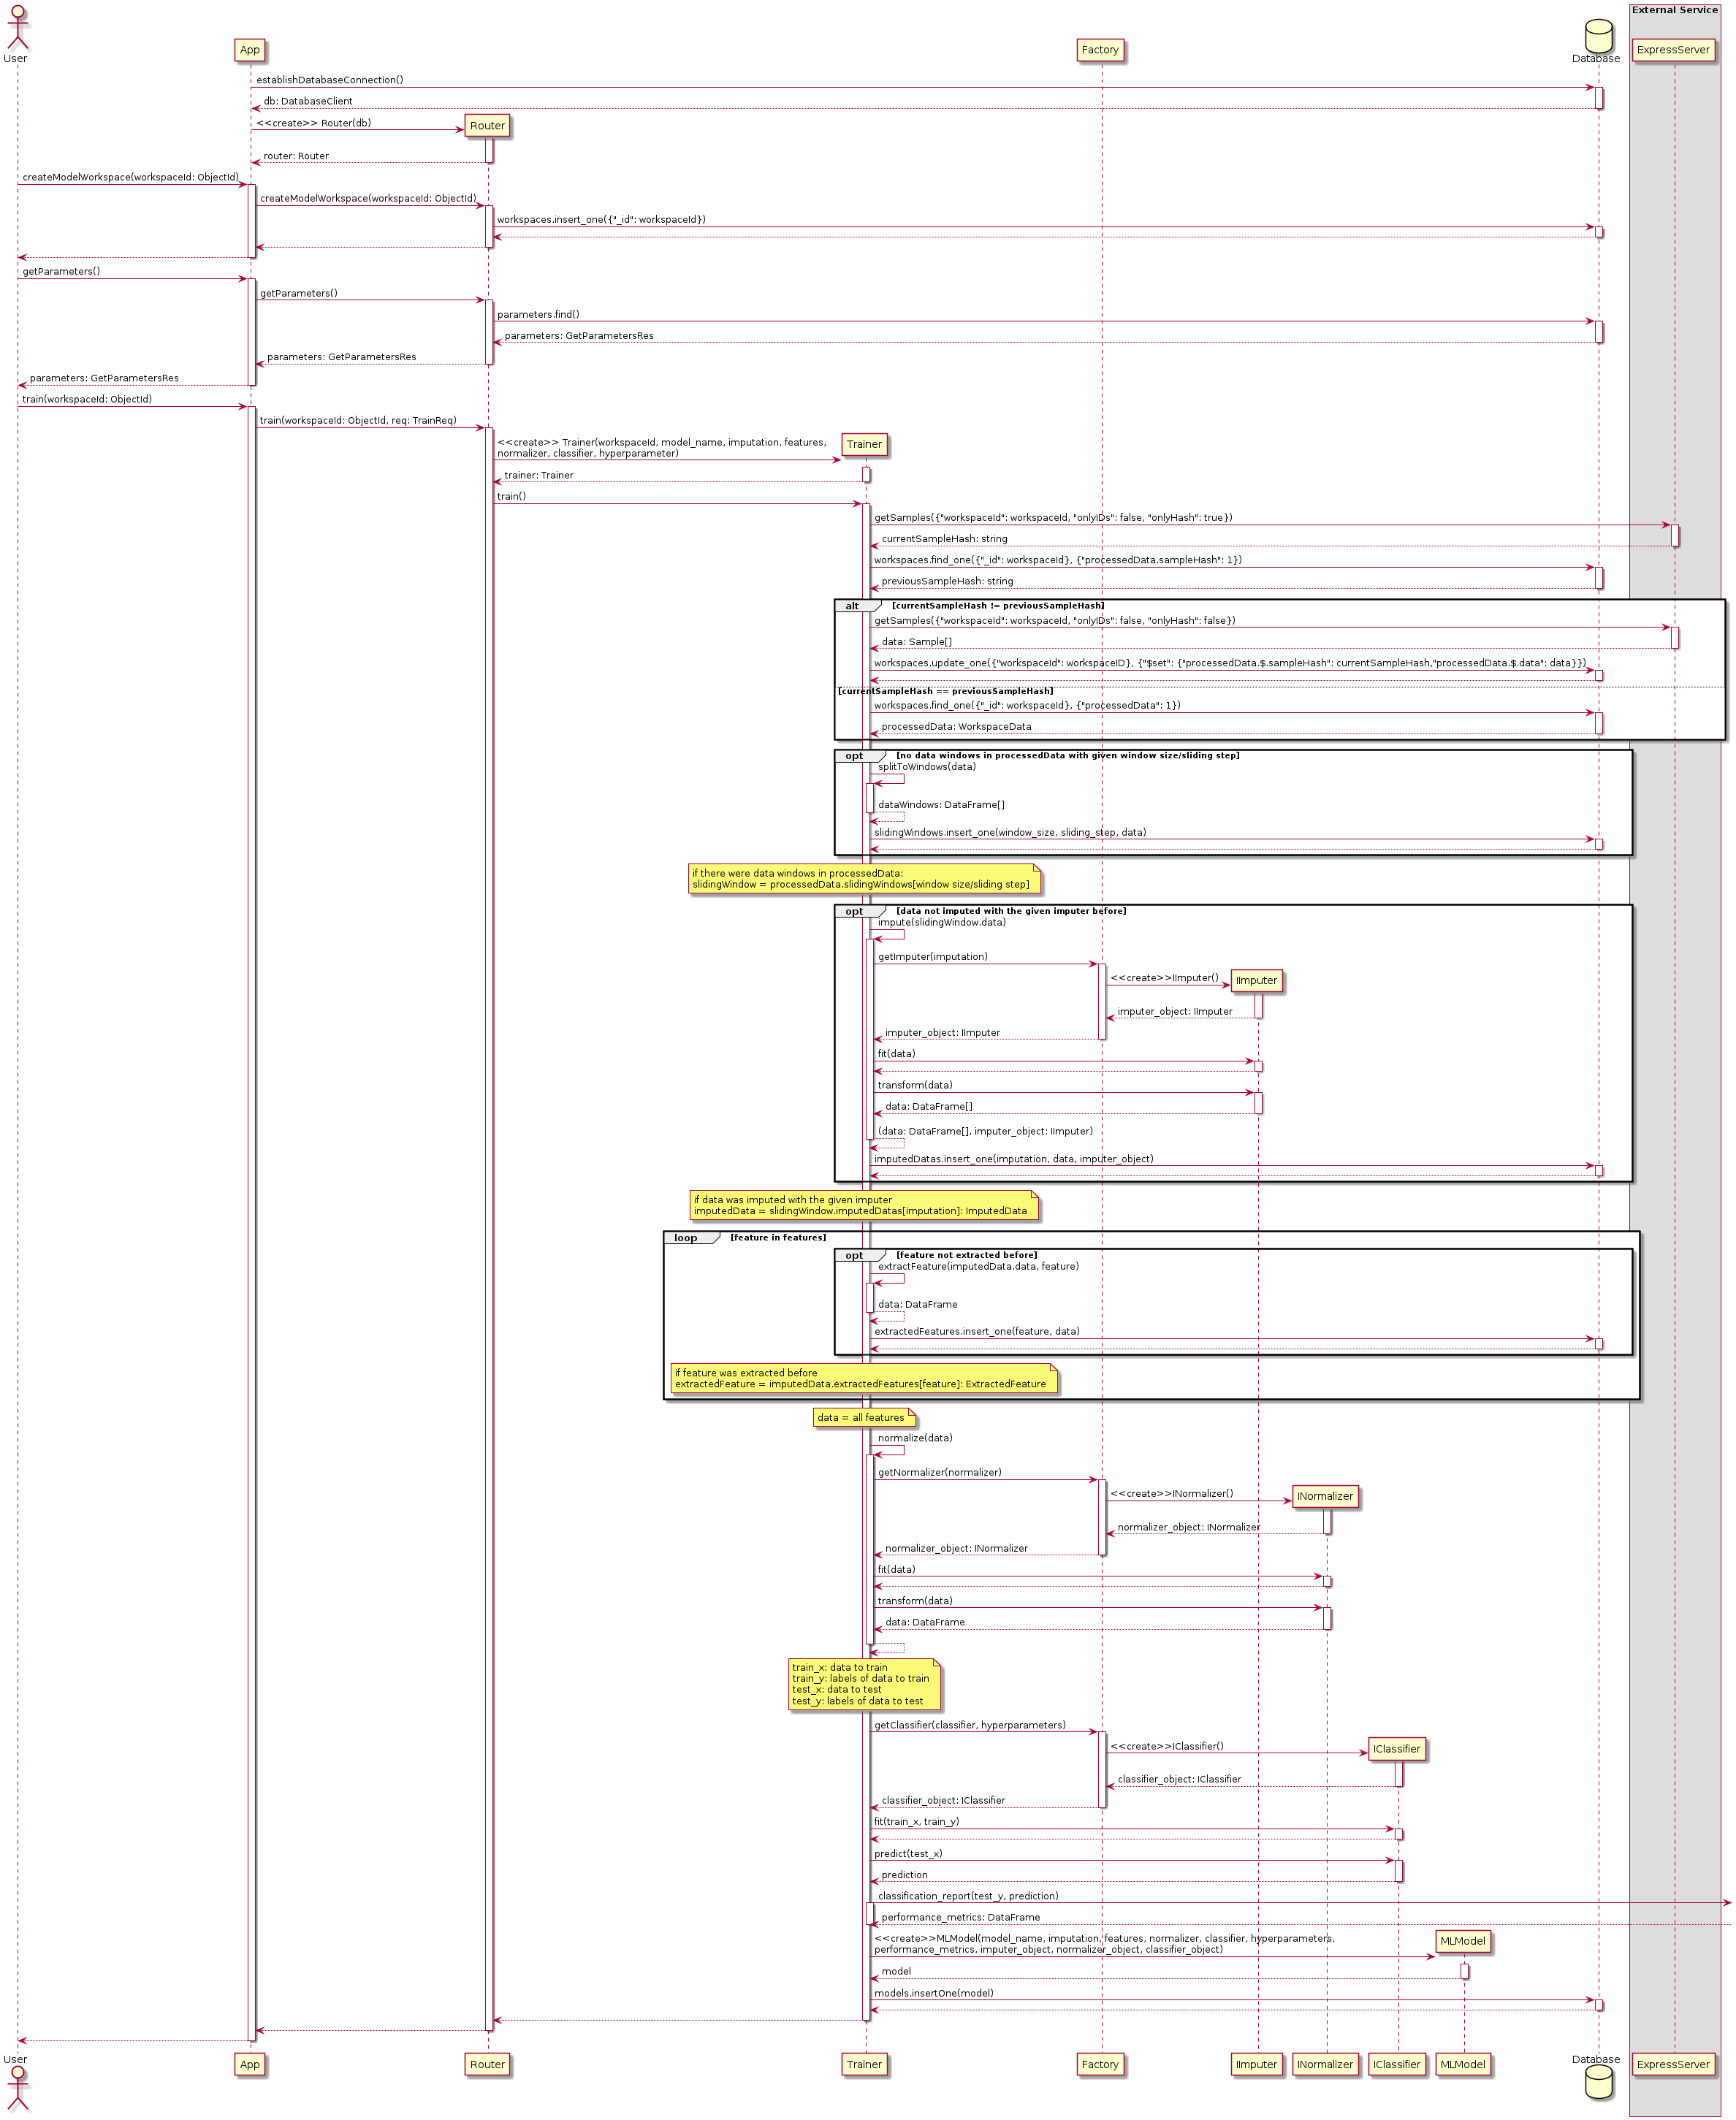 External Service
User
App
Factory
Database
ExpressServer
establishDatabaseConnection()
db: DatabaseClient
<<create>> Router(db)
Router
router: Router
createModelWorkspace(workspaceId: ObjectId)
createModelWorkspace(workspaceId: ObjectId)
workspaces.insert_one({"_id": workspaceId})
getParameters()
getParameters()
parameters.find()
parameters: GetParametersRes
parameters: GetParametersRes
parameters: GetParametersRes
train(workspaceId: ObjectId)
train(workspaceId: ObjectId, req: TrainReq)
<<create>> Trainer(workspaceId, model_name, imputation, features,
normalizer, classifier, hyperparameter)
Trainer
trainer: Trainer
train()
getSamples({"workspaceId": workspaceId, "onlyIDs": false, "onlyHash": true})
currentSampleHash: string
workspaces.find_one({"_id": workspaceId}, {"processedData.sampleHash": 1})
previousSampleHash: string
alt [currentSampleHash != previousSampleHash]
getSamples({"workspaceId": workspaceId, "onlyIDs": false, "onlyHash": false})
data: Sample[]
workspaces.update_one({"workspaceId": workspaceID}, {"$set": {"processedData.$.sampleHash": currentSampleHash,"processedData.$.data": data}})
[currentSampleHash == previousSampleHash]
workspaces.find_one({"_id": workspaceId}, {"processedData": 1})
processedData: WorkspaceData
opt [no data windows in processedData with given window size/sliding step]
splitToWindows(data)
dataWindows: DataFrame[]
slidingWindows.insert_one(window_size, sliding_step, data)
if there were data windows in processedData:
slidingWindow = processedData.slidingWindows[window size/sliding step]
opt [data not imputed with the given imputer before]
impute(slidingWindow.data)
getImputer(imputation)
<<create>>IImputer()
IImputer
imputer_object: IImputer
imputer_object: IImputer
fit(data)
transform(data)
data: DataFrame[]
(data: DataFrame[], imputer_object: IImputer)
imputedDatas.insert_one(imputation, data, imputer_object)
if data was imputed with the given imputer
imputedData = slidingWindow.imputedDatas[imputation]: ImputedData
loop [feature in features]
opt [feature not extracted before]
extractFeature(imputedData.data, feature)
data: DataFrame
extractedFeatures.insert_one(feature, data)
if feature was extracted before
extractedFeature = imputedData.extractedFeatures[feature]: ExtractedFeature
data = all features
normalize(data)
getNormalizer(normalizer)
<<create>>INormalizer()
INormalizer
normalizer_object: INormalizer
normalizer_object: INormalizer
fit(data)
transform(data)
data: DataFrame
train_x: data to train
train_y: labels of data to train
test_x: data to test
test_y: labels of data to test
getClassifier(classifier, hyperparameters)
<<create>>IClassifier()
IClassifier
classifier_object: IClassifier
classifier_object: IClassifier
fit(train_x, train_y)
predict(test_x)
prediction
classification_report(test_y, prediction)
performance_metrics: DataFrame
<<create>>MLModel(model_name, imputation, features, normalizer, classifier, hyperparameters,
performance_metrics, imputer_object, normalizer_object, classifier_object)
MLModel
model
models.insertOne(model)
User
App
Router
Trainer
Factory
IImputer
INormalizer
IClassifier
MLModel
Database
ExpressServer